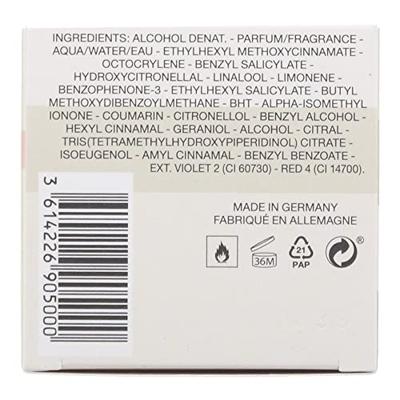 INGREDIENTS: ALCOHOL DENAT. - PARFUM/FRAGRANCE -
AQUA/WATER/EAU - ETHYLHEXYL METHOXYCINNAMATE -
OCTOCRYLENE - BENZYL SALICYLATE -
HYDROXYCITRONELLAL - LINALOOL - LIMONENE -
BENZOPHENONE-3 - ETHYLHEXYL SALICYLATE - BUTYL
METHOXYDIBENZOYLMETHANE - BHT - ALPHA-ISOMETHYL
IONONE - COUMARIN - CITRONELLOL - BENZYL ALCOHOL -
HEXYL CINNAMAL - GERANIOL - ALCOHOL - CITRAL -
TRIS(TETRAMETHYLHYDROXYPIPERIDINOL) CITRATE -
ISOEUGENOL - AMYL CINNAMAL - BENZYL BENZOATE -
EXT. VIOLET 2 (CI 60730) - RED 4 (CI 14700).
MADE IN GERMANY
FABRIQUÉ EN ALLEMAGNE
36M
21
PAP
3 614226 905000